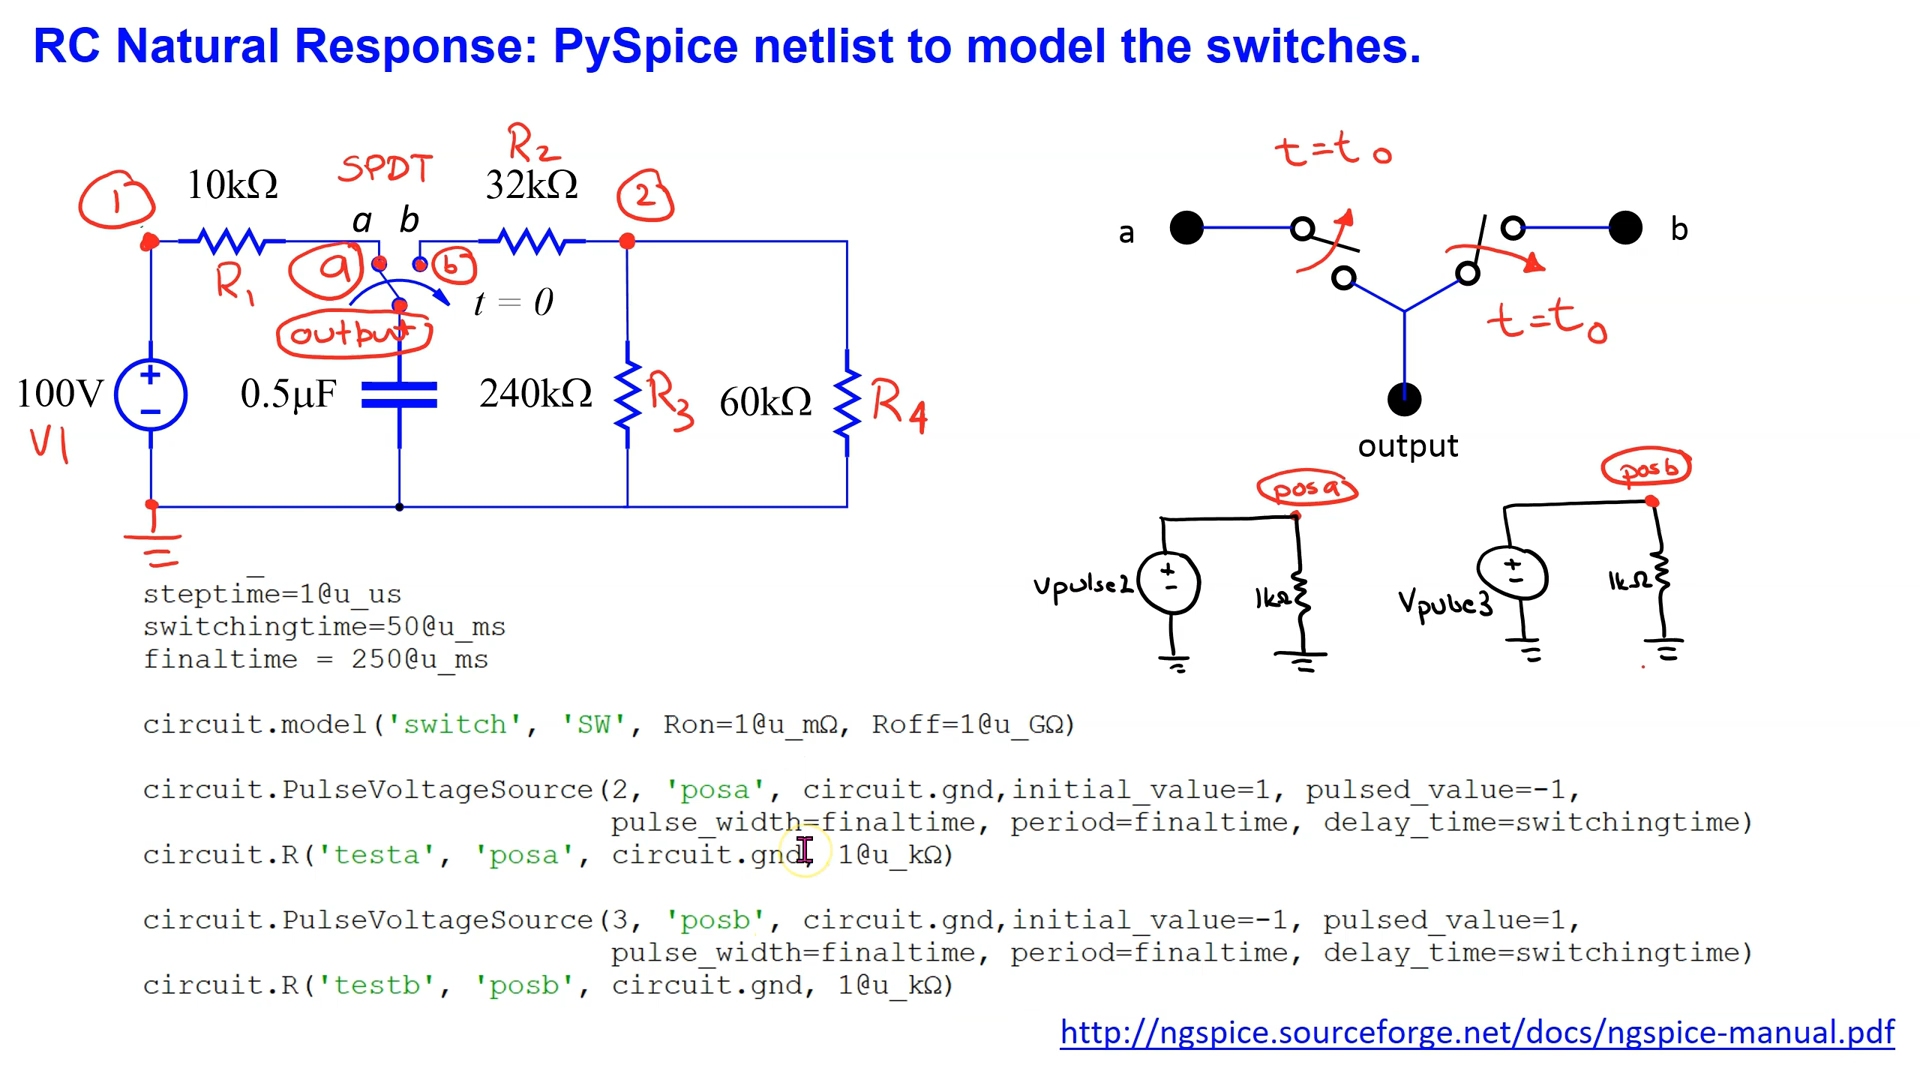 RC Natural Response: PySpice netlist to model the switches.
R2
SPDT
10kΩ
32kΩ
1
2
a b
a
b
R1
t = 0
output
100V
V1
0.5μF
240kΩ
R3
60kΩ
R4
t=t0
a
b
t=t0
output
posa
posb
Vpulse2
1kΩ
Vpulse3
1kΩ
steptime=1@u_us
switchingtime=50@u_ms
finaltime = 250@u_ms
circuit.model('switch', 'SW', Ron=1@u_mΩ, Roff=1@u_GΩ)
circuit.PulseVoltageSource(2, 'posa', circuit.gnd,initial_value=1, pulsed_value=-1,
pulse_width=finaltime, period=finaltime, delay_time=switchingtime)
circuit.R('testa', 'posa', circuit.gnd, 1@u_kΩ)
circuit.PulseVoltageSource(3, 'posb', circuit.gnd,initial_value=-1, pulsed_value=1,
pulse_width=finaltime, period=finaltime, delay_time=switchingtime)
circuit.R('testb', 'posb', circuit.gnd, 1@u_kΩ)
http://ngspice.sourceforge.net/docs/ngspice-manual.pdf